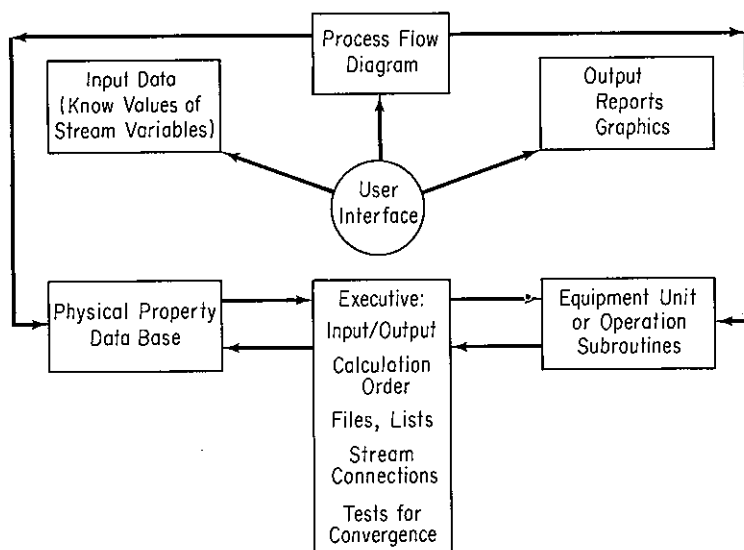 Process Flow
Diagram
Input Data
(Know Values of
Stream Variables)
Output
Reports
Graphics
User
Interface
Physical Property
Data Base
Executive:
Input/Output
Calculation
Order
Files, Lists
Stream
Connections
Tests for
Convergence
Equipment Unit
or Operation
Subroutines